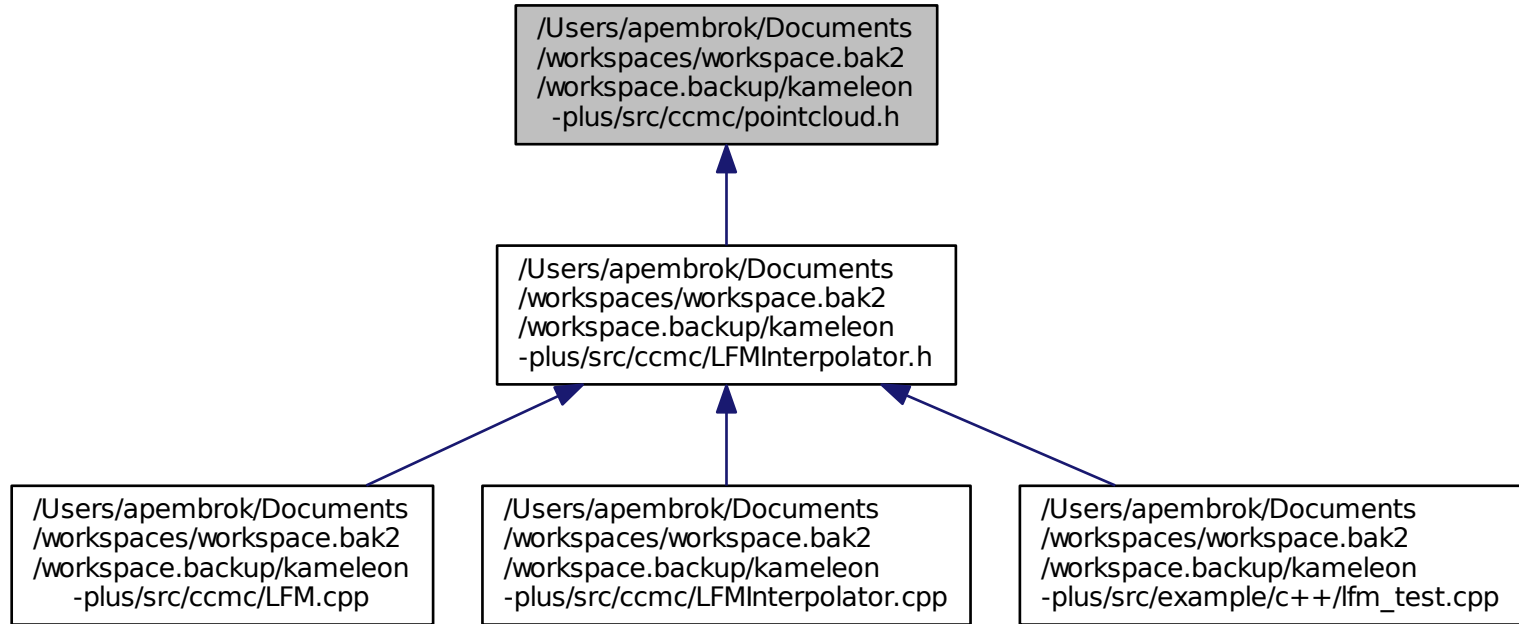 /Users/apembrok/Documents
/workspaces/workspace.bak2
/workspace.backup/kameleon
-plus/src/ccmc/pointcloud.h
/Users/apembrok/Documents
/workspaces/workspace.bak2
/workspace.backup/kameleon
-plus/src/ccmc/LFMInterpolator.h
/Users/apembrok/Documents
/workspaces/workspace.bak2
/workspace.backup/kameleon
-plus/src/ccmc/LFM.cpp
/Users/apembrok/Documents
/workspaces/workspace.bak2
/workspace.backup/kameleon
-plus/src/ccmc/LFMInterpolator.cpp
/Users/apembrok/Documents
/workspaces/workspace.bak2
/workspace.backup/kameleon
-plus/src/example/c++/lfm_test.cpp